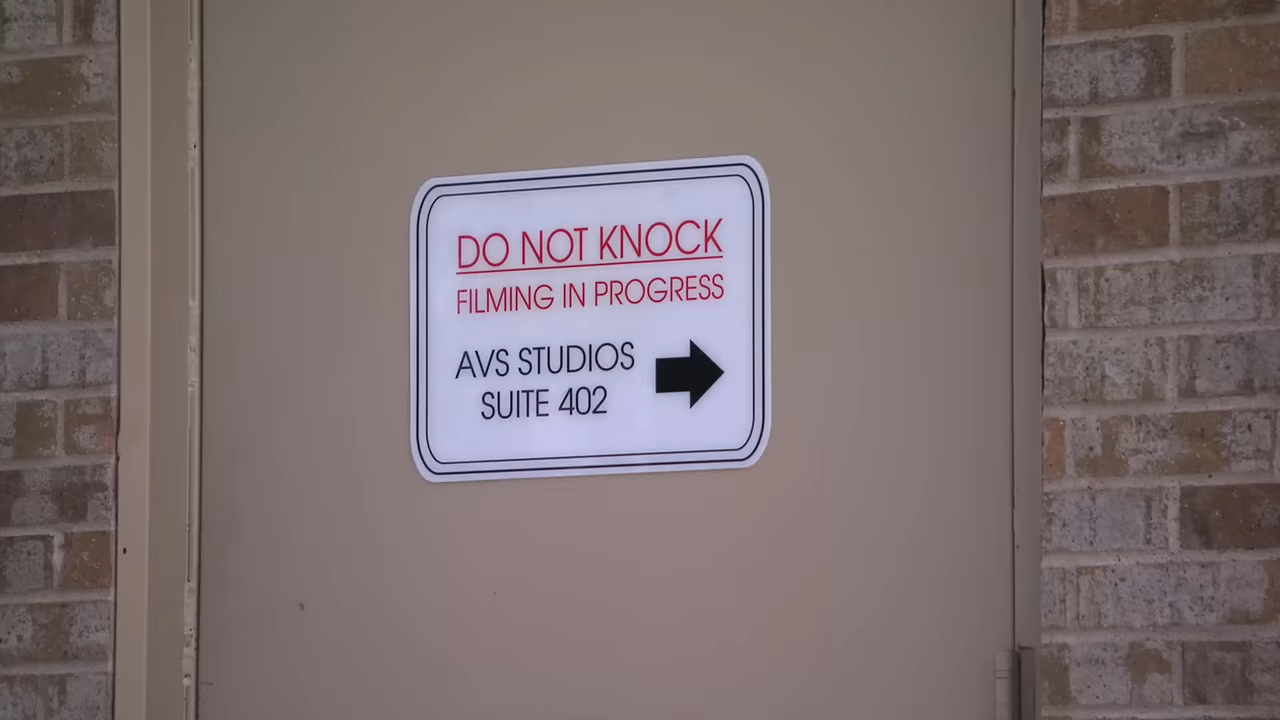 DO NOT KNOCK
FILMING IN PROGRESS
AVS STUDIOS
SUITE 402